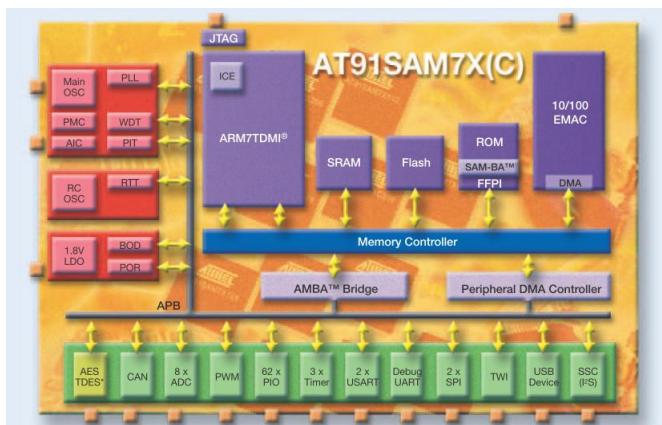 JTAG
AT91SAM7X(C)
Main
OSC
PLL
PMC
WDT
AIC
PIT
RC
OSC
RTT
1.8V
LDO
BOD
POR
ICE
ARM7TDMI®
SRAM
Flash
ROM
SAM-BA™
FFPI
10/100
EMAC
DMA
Memory Controller
AMBA™ Bridge
Peripheral DMA Controller
APB
AES
TDES*
CAN
8 x
ADC
PWM
62 x
PIO
3 x
Timer
2 x
USART
Debug
UART
2 x
SPI
TWI
USB
Device
SSC
(I²S)